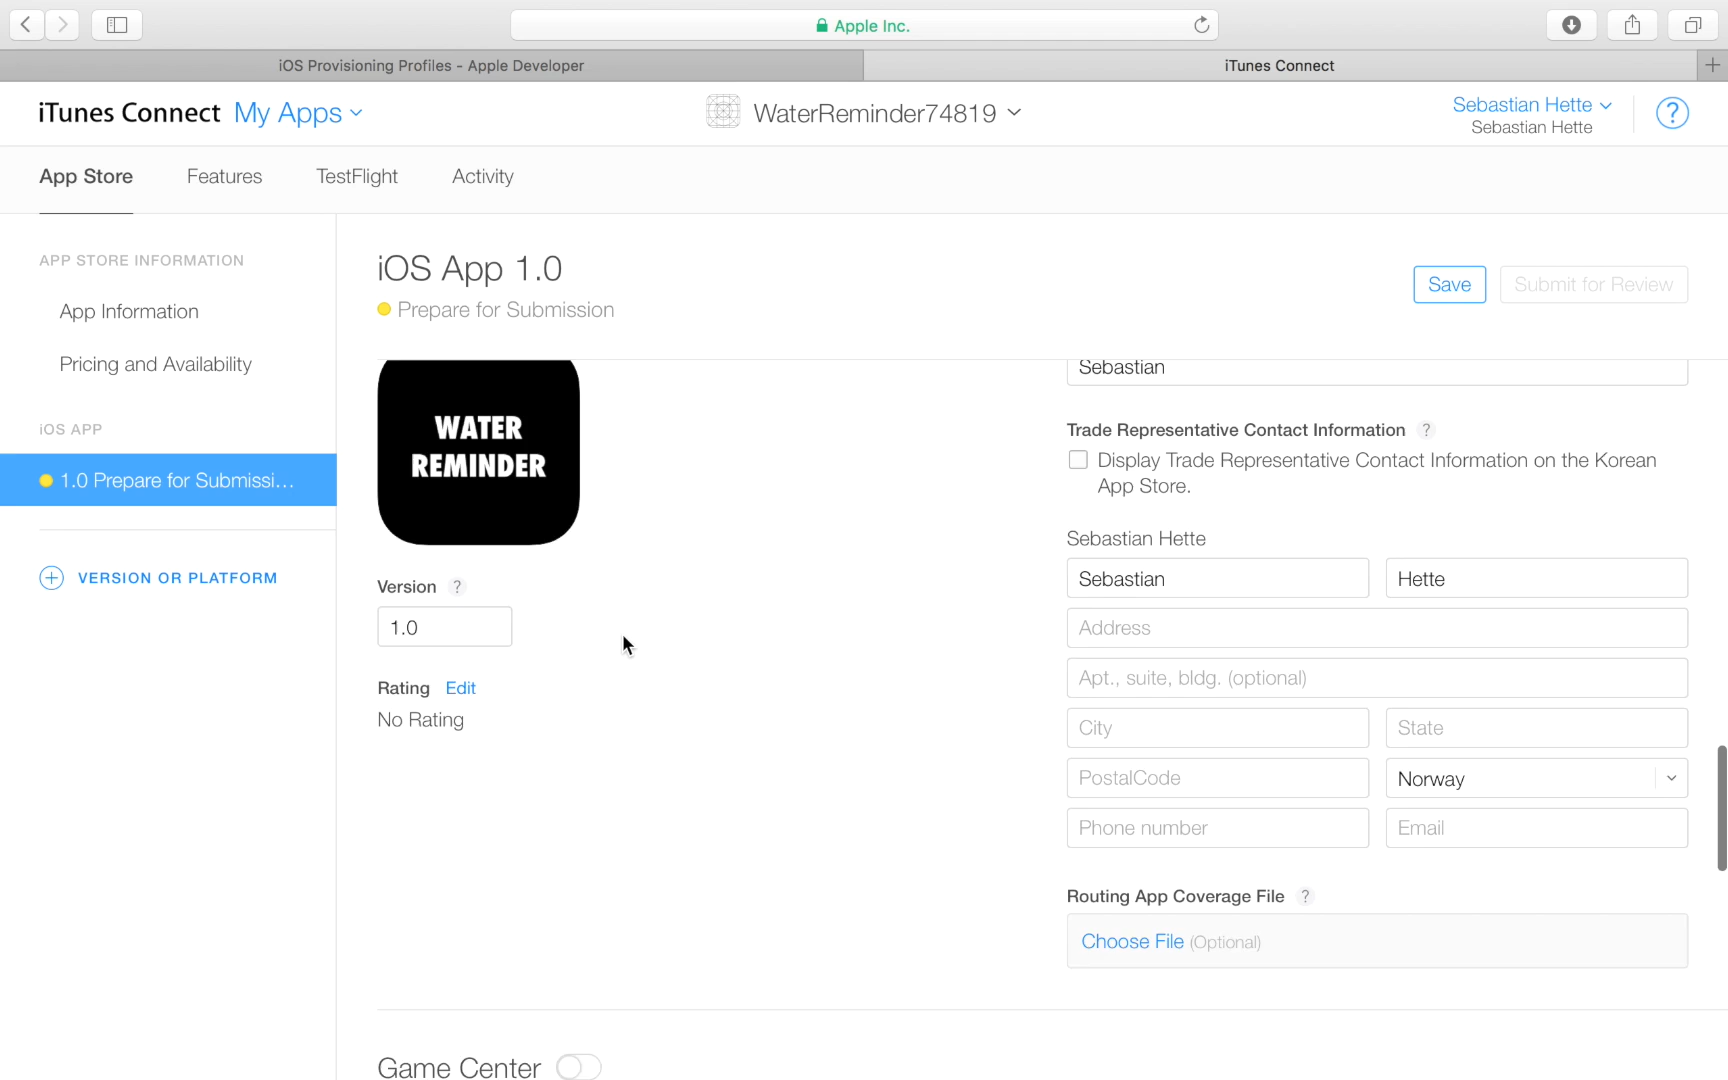 Apple Inc.
iOS Provisioning Profiles - Apple Developer
iTunes Connect
iTunes Connect My Apps
WaterReminder74819
Sebastian Hette
Sebastian Hette
?
App Store
Features
TestFlight
Activity
APP STORE INFORMATION
App Information
Pricing and Availability
iOS APP
1.0 Prepare for Submissi...
VERSION OR PLATFORM
iOS App 1.0
Prepare for Submission
Save
Submit for Review
WATER
REMINDER
Version ?
1.0
Rating Edit
No Rating
Sebastian
Trade Representative Contact Information ?
Display Trade Representative Contact Information on the Korean
App Store.
Sebastian Hette
Sebastian
Hette
Address
Apt., suite, bldg. (optional)
City
State
PostalCode
Norway
Phone number
Email
Routing App Coverage File ?
Choose File (Optional)
Game Center